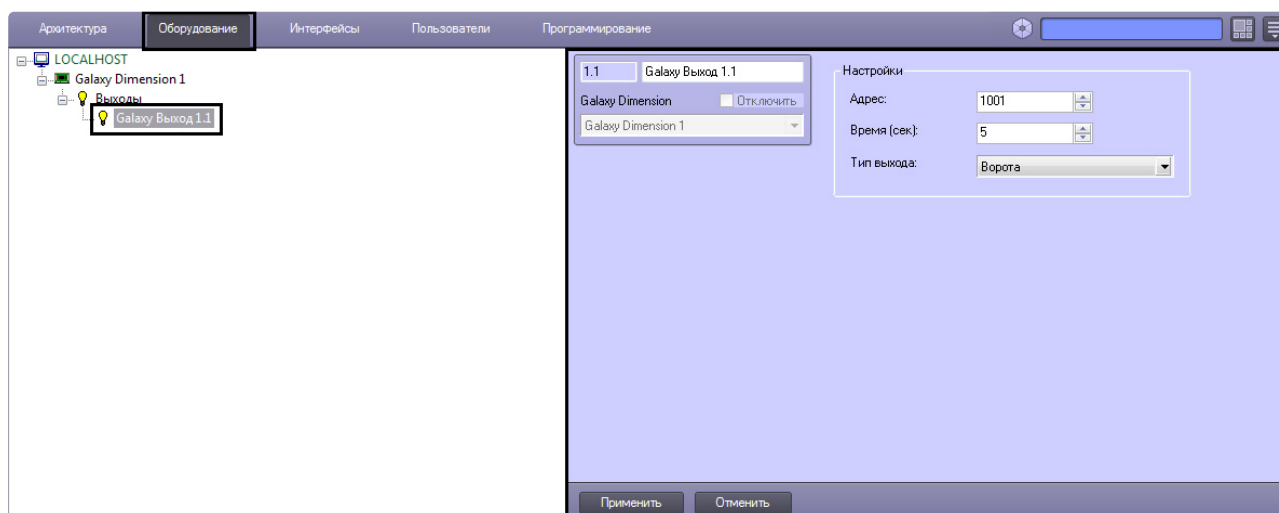 Архитектура Оборудование Интерфейсы Пользователи Программирование
LOCALHOST
Galaxy Dimension 1
Выходы
Galaxy Выход 1.1
1.1 Galaxy Выход 1.1
Galaxy Dimension Отключить
Galaxy Dimension 1
Настройки
Адрес: 1001
Время (сек): 5
Тип выхода: Ворота
Применить Отменить